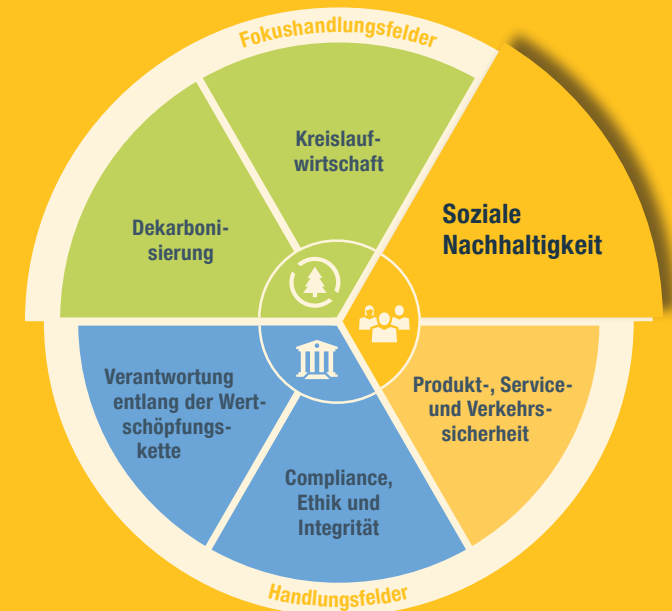 Fokushandlungsfelder
Kreislauf-
wirtschaft
Soziale
Nachhaltigkeit
Dekarboni-
sierung
Verantwortung
entlang der Wert-
schöpfungs-
kette
Produkt-, Service-
und Verkehrs-
sicherheit
Compliance,
Ethik und
Integrität
Handlungsfelder